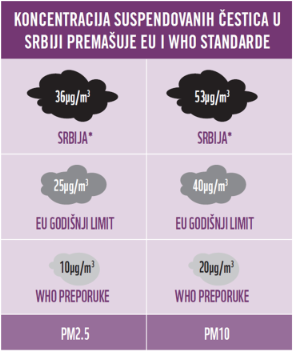 KONCENTRACIJA SUSPENDOVANIH ČESTICA U
SRBIJI PREMAŠUJE EU I WHO STANDARDE
36µg/m³
53µg/m³
SRBIJA*
SRBIJA*
25µg/m³
40µg/m³
EU GODIŠNJI LIMIT
EU GODIŠNJI LIMIT
10µg/m³
20µg/m³
WHO PREPORUKE
WHO PREPORUKE
PM2.5
PM10